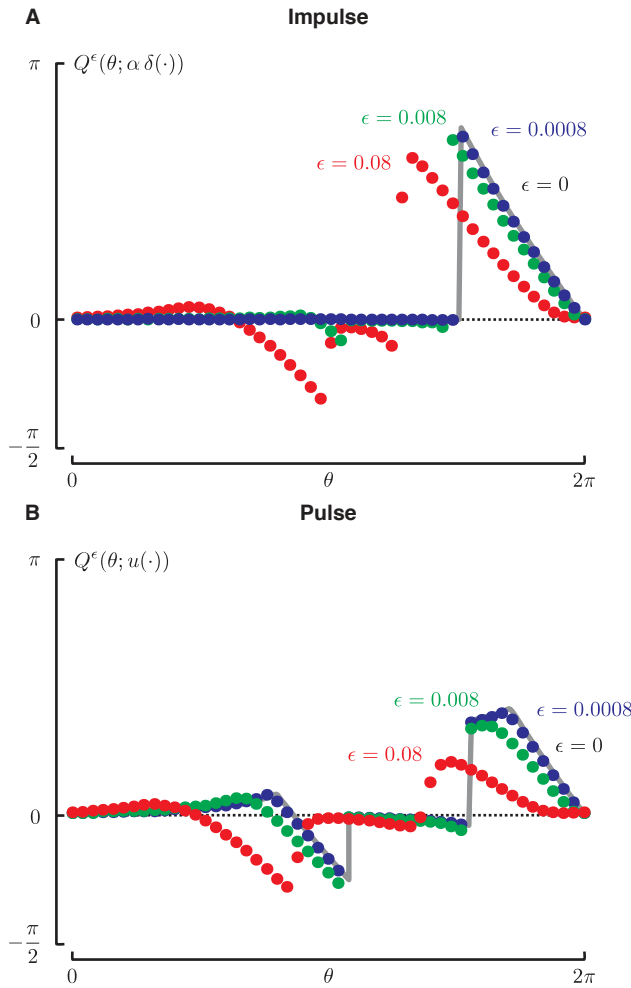 A Impulse
π Q^ϵ(θ; α δ(·))
ϵ = 0.008
ϵ = 0.0008
ϵ = 0.08
ϵ = 0
0
−π/2
0 θ 2π
B Pulse
π Q^ϵ(θ; u(·))
ϵ = 0.008
ϵ = 0.0008
ϵ = 0.08
ϵ = 0
0
−π/2
0 θ 2π